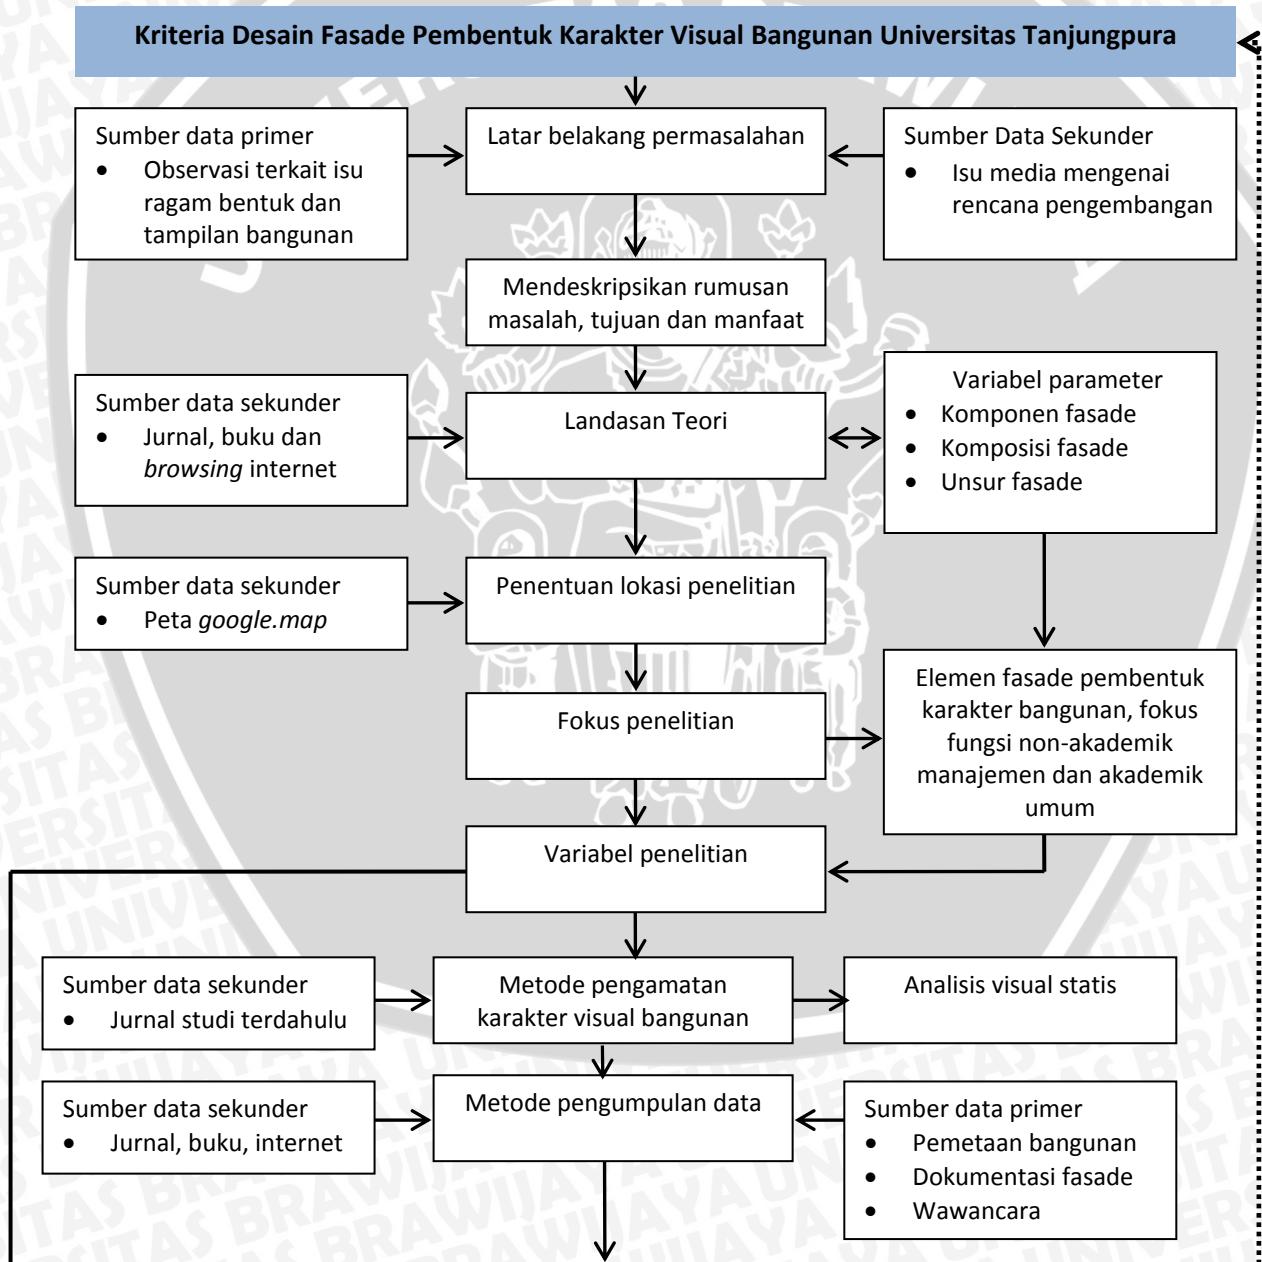 Kriteria Desain Fasade Pembentuk Karakter Visual Bangunan Universitas Tanjungpura
Sumber data primer
• Observasi terkait isu
ragam bentuk dan
tampilan bangunan
Latar belakang permasalahan
Sumber Data Sekunder
• Isu media mengenai
rencana pengembangan
Mendeskripsikan rumusan
masalah, tujuan dan manfaat
Sumber data sekunder
• Jurnal, buku dan
browsing internet
Landasan Teori
Variabel parameter
• Komponen fasade
• Komposisi fasade
• Unsur fasade
Sumber data sekunder
• Peta google.map
Penentuan lokasi penelitian
Fokus penelitian
Elemen fasade pembentuk
karakter bangunan, fokus
fungsi non-akademik
manajemen dan akademik
umum
Variabel penelitian
Sumber data sekunder
• Jurnal studi terdahulu
Metode pengamatan
karakter visual bangunan
Analisis visual statis
Sumber data sekunder
• Jurnal, buku, internet
Metode pengumpulan data
Sumber data primer
• Pemetaan bangunan
• Dokumentasi fasade
• Wawancara